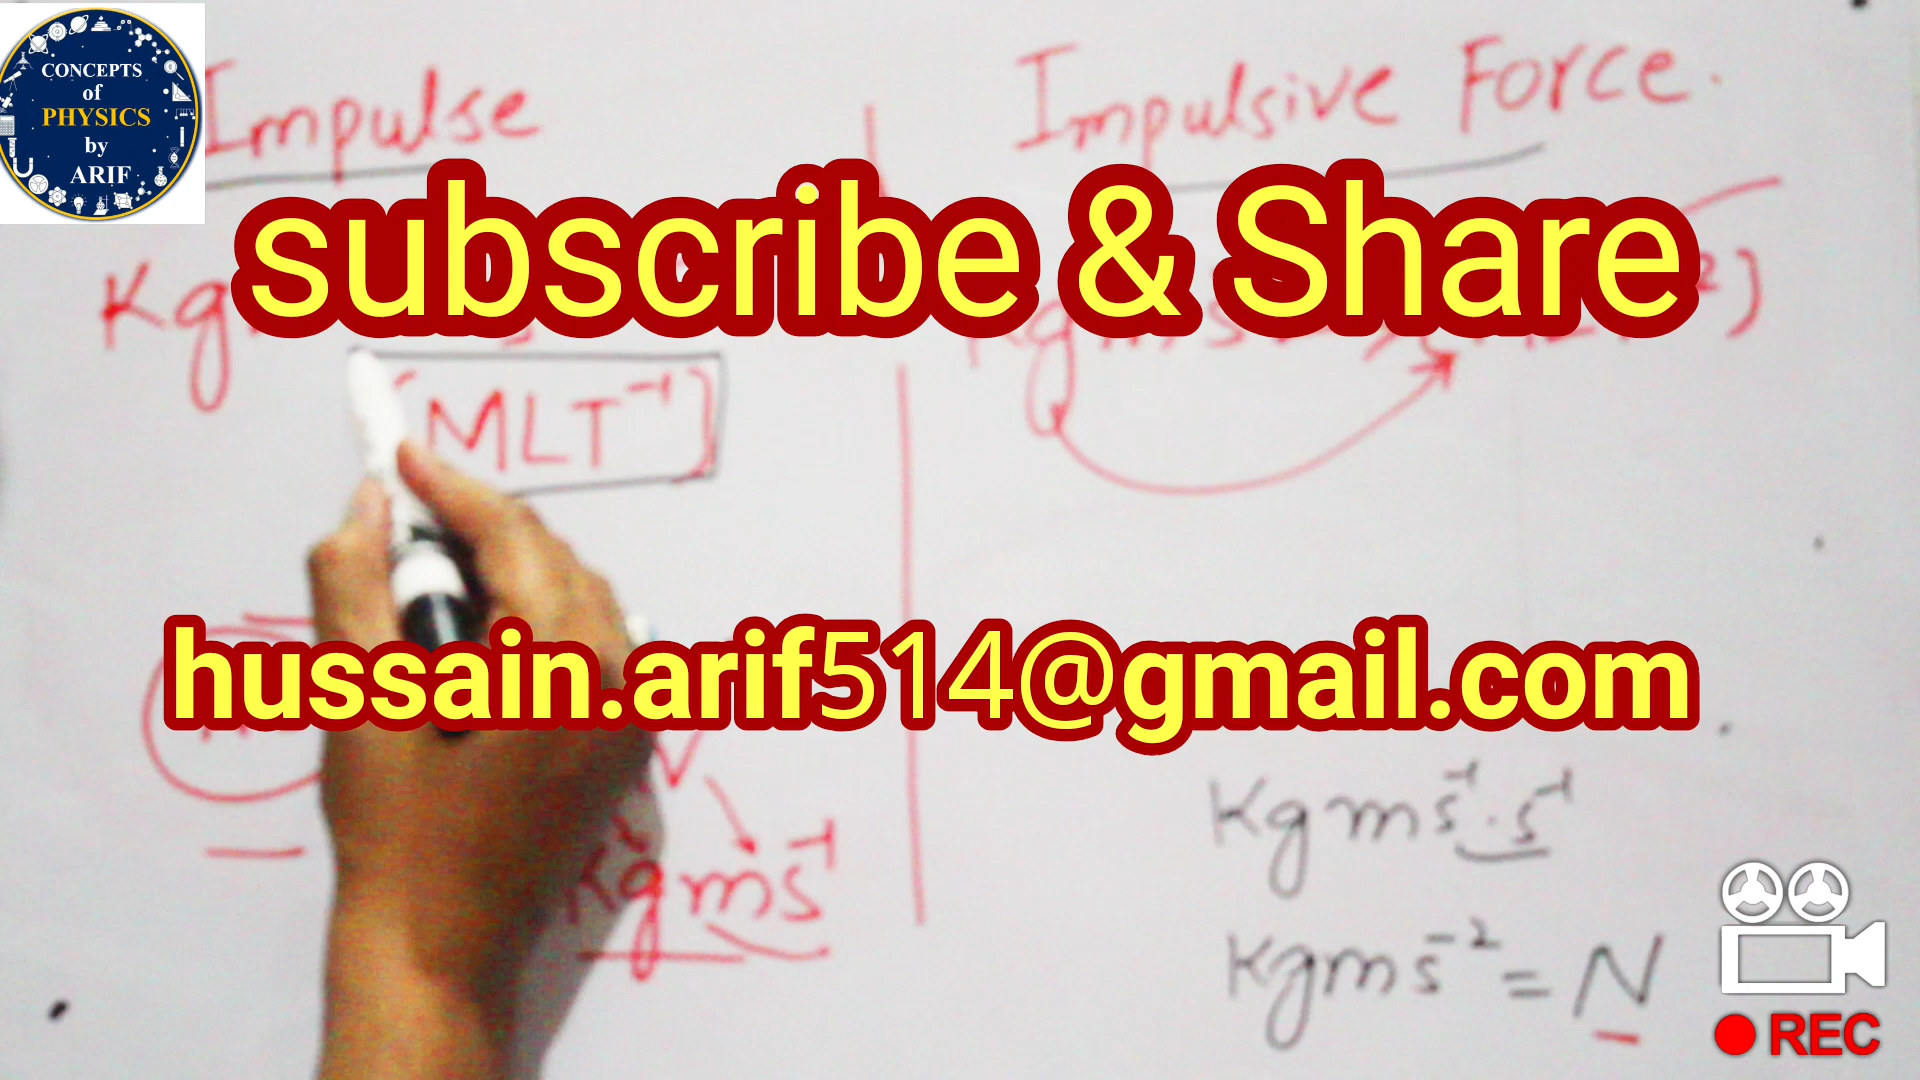 CONCEPTS
of
PHYSICS
by
ARIF
Impulse
Impulsive Force.
subscribe & Share
Kg
[MLT⁻¹]
hussain.arif514@gmail.com
Kgms⁻¹
Kgms⁻¹.s⁻¹
Kgms⁻² = N
REC